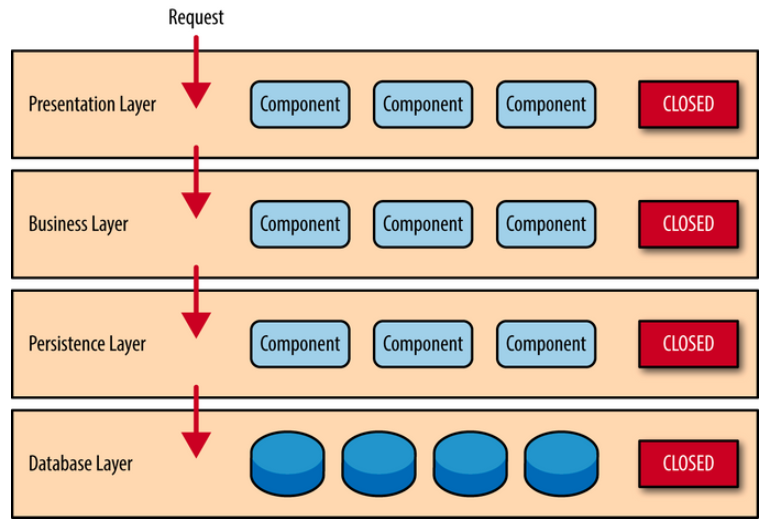 Request
Presentation Layer
Component
Component
Component
CLOSED
Business Layer
Component
Component
Component
CLOSED
Persistence Layer
Component
Component
Component
CLOSED
Database Layer
CLOSED